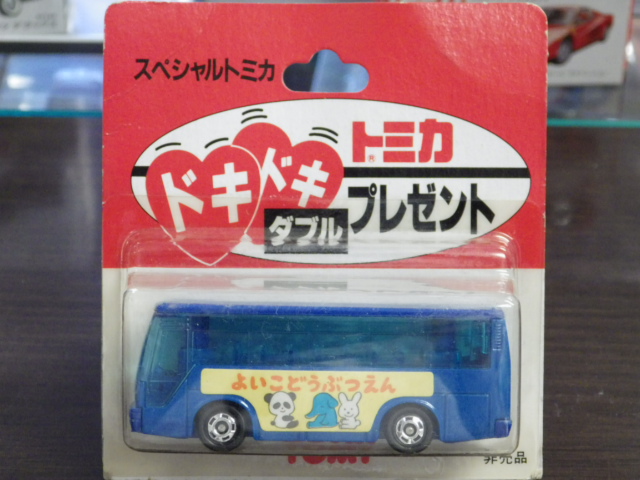 スペシャルトミカ
ドキドキ
トミカ
ダブル
プレゼント
よいこどうぶつえん
TOMY
非売品